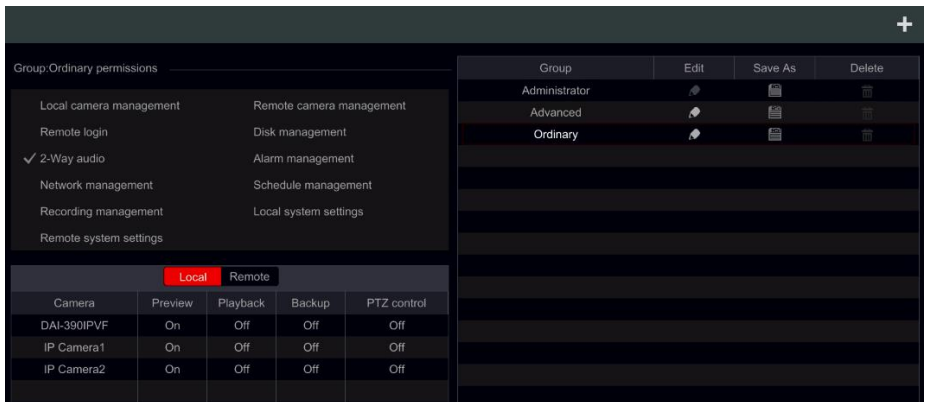 Group:Ordinary permissions
Local camera management Remote camera management
Remote login Disk management
2-Way audio Alarm management
Network management Schedule management
Recording management Local system settings
Remote system settings
Local Remote
Camera Preview Playback Backup PTZ control
DAI-390IPVF On Off Off Off
IP Camera1 On Off Off Off
IP Camera2 On Off Off Off
Group Edit Save As Delete
Administrator
Advanced
Ordinary